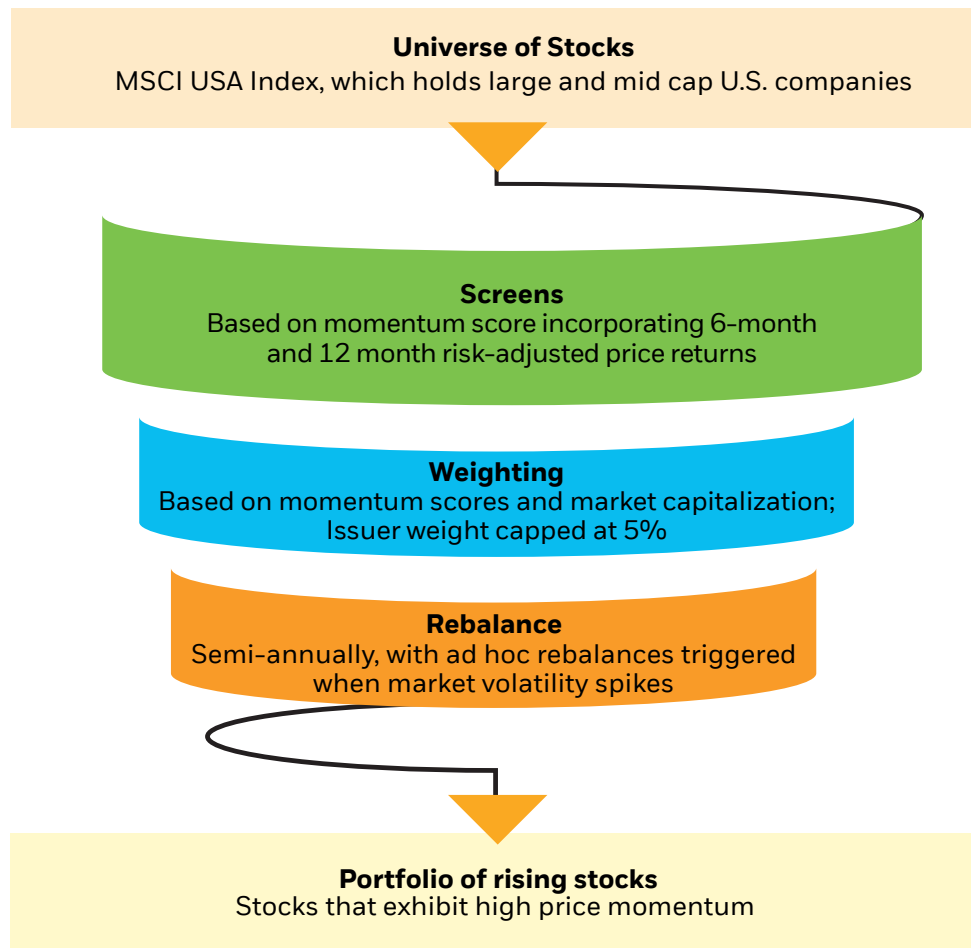 Universe of Stocks
MSCI USA Index, which holds large and mid cap U.S. companies
Screens
Based on momentum score incorporating 6-month
and 12 month risk-adjusted price returns
Weighting
Based on momentum scores and market capitalization;
Issuer weight capped at 5%
Rebalance
Semi-annually, with ad hoc rebalances triggered
when market volatility spikes
Portfolio of rising stocks
Stocks that exhibit high price momentum